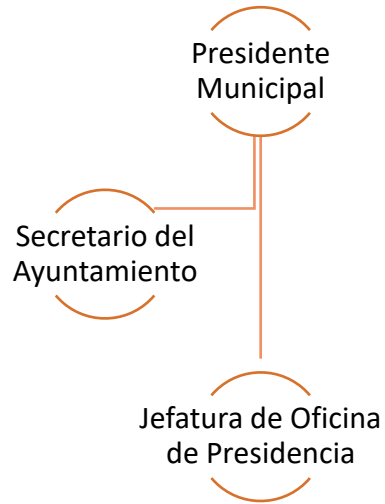 Presidente
Municipal
Secretario del
Ayuntamiento
Jefatura de Oficina
de Presidencia